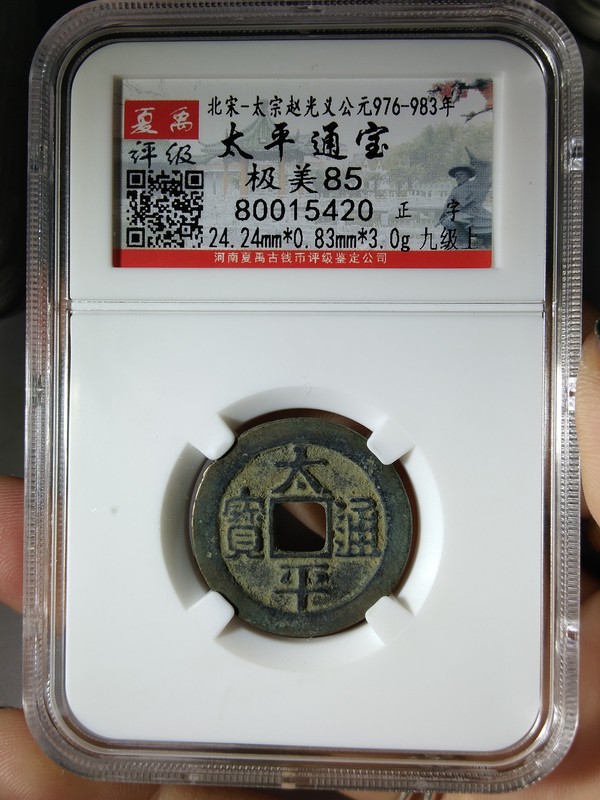 夏禹
评级
北宋-太宗赵光义公元976-983年
太平通宝
极美85
80015420 正字
24.24mm*0.83mm*3.0g 九级上
河南夏禹古钱币评级鉴定公司
太平通寶